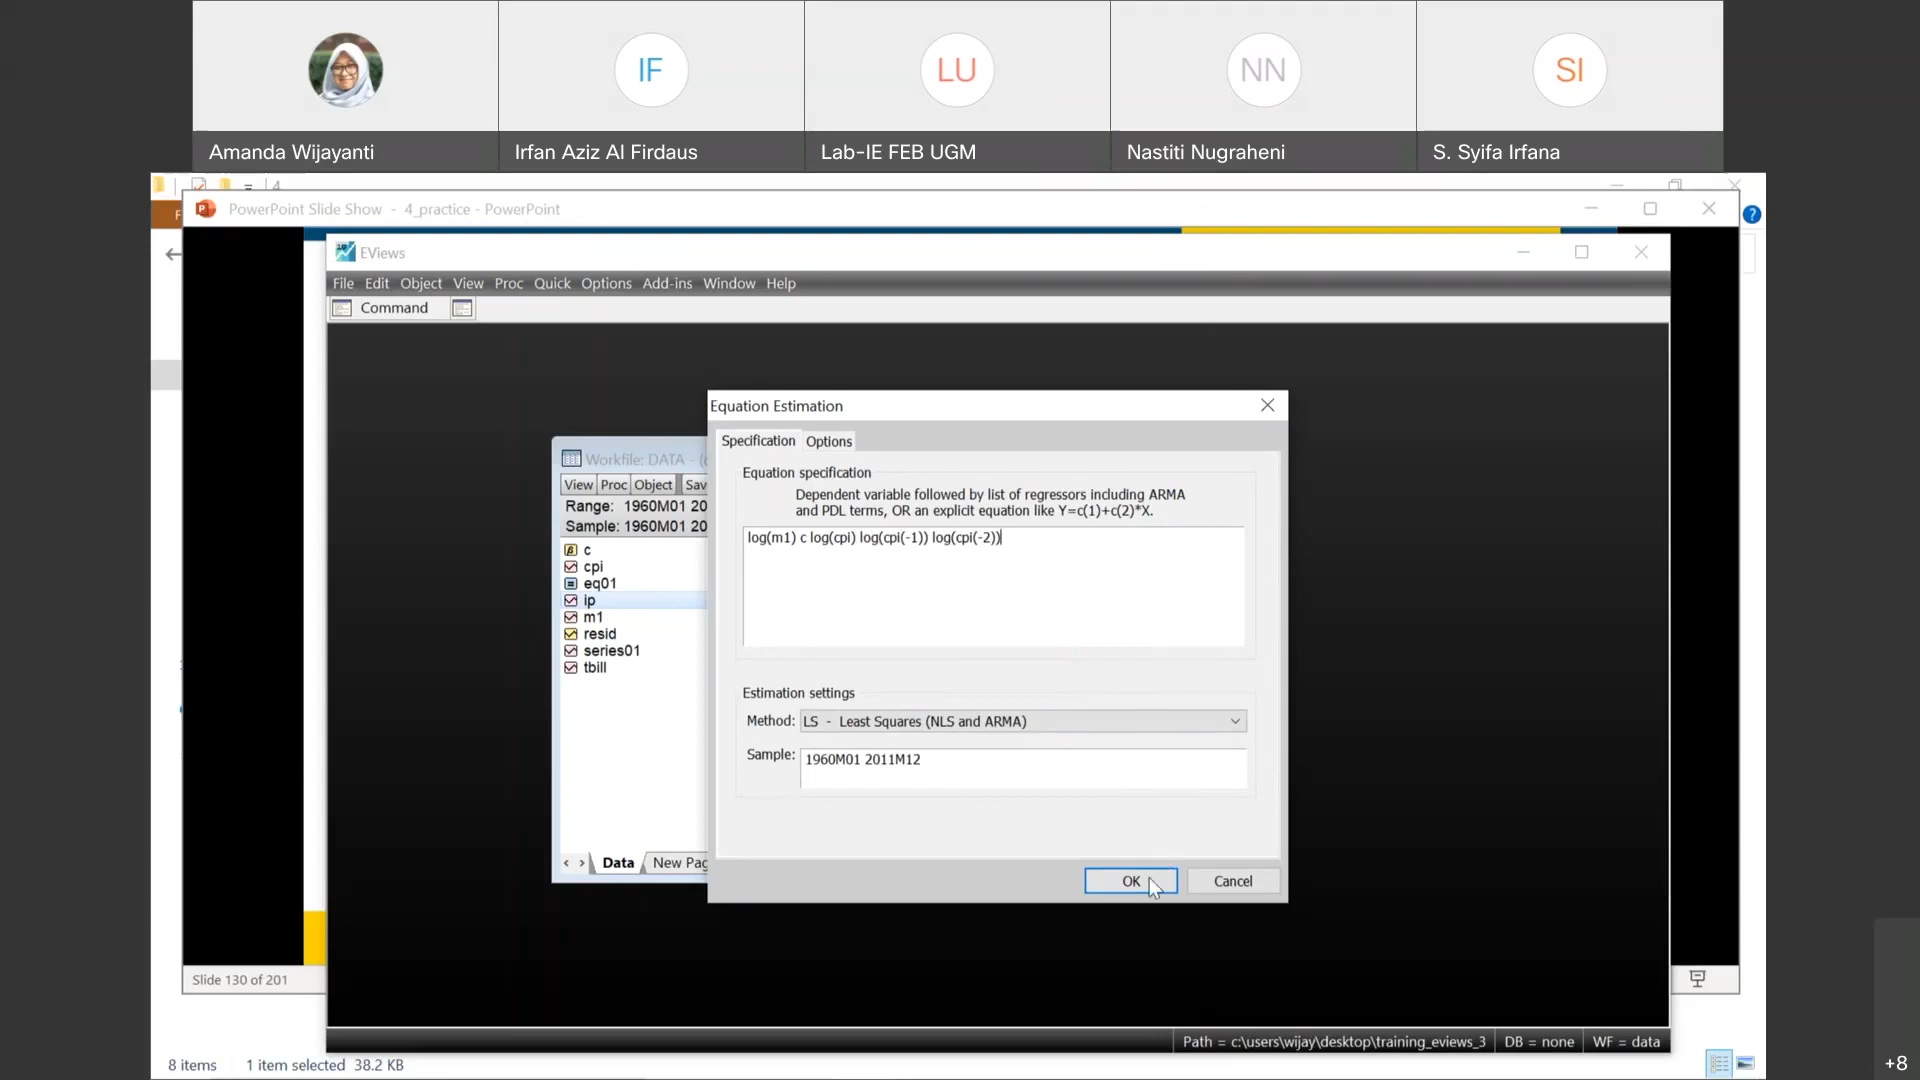 IF
LU
NN
SI
Amanda Wijayanti
Irfan Aziz Al Firdaus
Lab-IE FEB UGM
Nastiti Nugraheni
S. Syifa Irfana
4
F
PowerPoint Slide Show - 4_practice - PowerPoint
EViews
File Edit Object View Proc Quick Options Add-ins Window Help
Command
Equation Estimation
Specification Options
Workfile: DATA - (
View Proc Object Sav
Range: 1960M01 20
Sample: 1960M01 20
c
cpi
eq01
ip
m1
resid
series01
tbill
Data New Pag
Equation specification
Dependent variable followed by list of regressors including ARMA
and PDL terms, OR an explicit equation like Y=c(1)+c(2)*X.
log(m1) c log(cpi) log(cpi(-1)) log(cpi(-2))
Estimation settings
Method: LS - Least Squares (NLS and ARMA)
Sample: 1960M01 2011M12
OK Cancel
Slide 130 of 201
Path = c:\users\wijay\desktop\training_eviews_3 DB = none WF = data
8 items 1 item selected 38.2 KB
+8